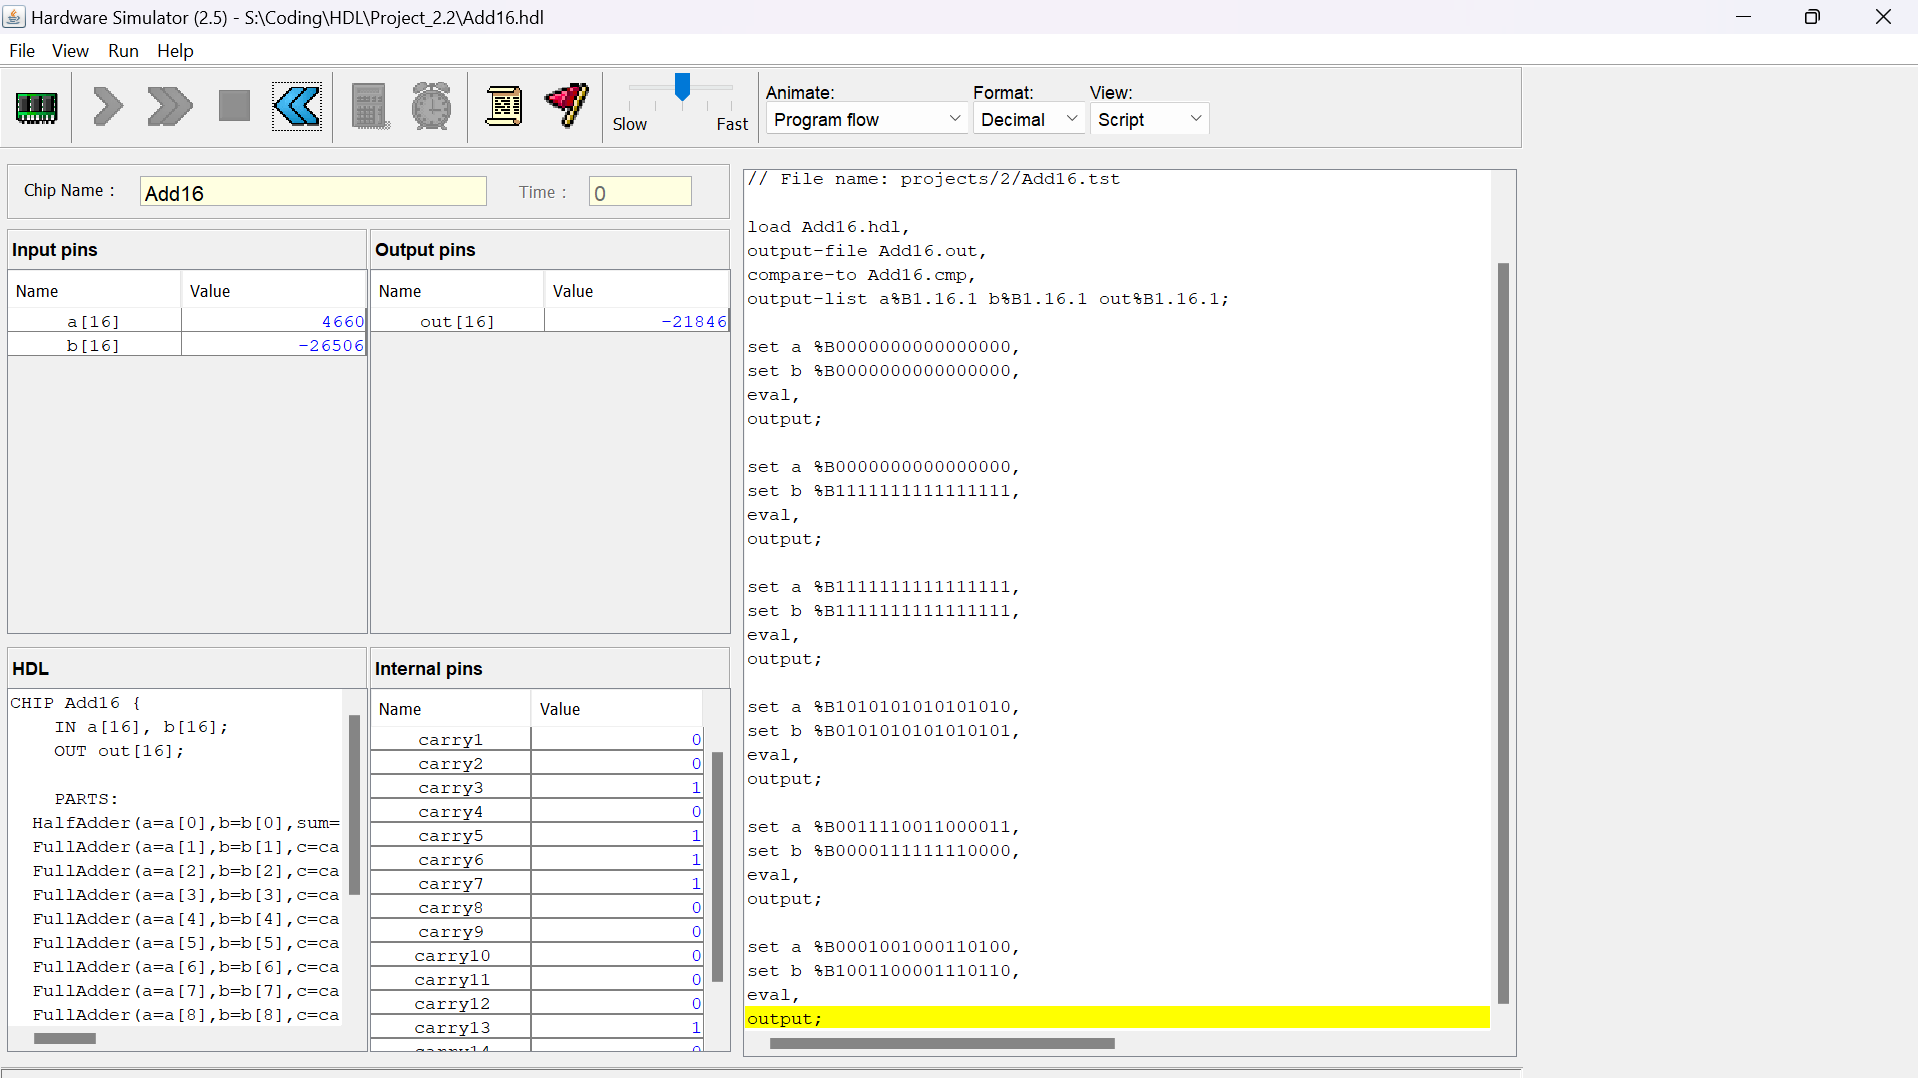 Hardware Simulator (2.5) - S:\Coding\HDL\Project_2.2\Add16.hdl
File View Run Help
Slow Fast
Animate:
Program flow
Format:
Decimal
View:
Script
Chip Name :
Add16
Time :
0
Input pins
Name Value
a[16] 4660
b[16] -26506
Output pins
Name Value
out[16] -21846
HDL
CHIP Add16 {
IN a[16], b[16];
OUT out[16];
PARTS:
HalfAdder(a=a[0],b=b[0],sum=
FullAdder(a=a[1],b=b[1],c=ca
FullAdder(a=a[2],b=b[2],c=ca
FullAdder(a=a[3],b=b[3],c=ca
FullAdder(a=a[4],b=b[4],c=ca
FullAdder(a=a[5],b=b[5],c=ca
FullAdder(a=a[6],b=b[6],c=ca
FullAdder(a=a[7],b=b[7],c=ca
FullAdder(a=a[8],b=b[8],c=ca
Internal pins
Name Value
carry1 0
carry2 0
carry3 1
carry4 0
carry5 1
carry6 1
carry7 1
carry8 0
carry9 0
carry10 0
carry11 0
carry12 0
carry13 1
carry14 0
// File name: projects/2/Add16.tst
load Add16.hdl,
output-file Add16.out,
compare-to Add16.cmp,
output-list a%B1.16.1 b%B1.16.1 out%B1.16.1;
set a %B0000000000000000,
set b %B0000000000000000,
eval,
output;
set a %B0000000000000000,
set b %B1111111111111111,
eval,
output;
set a %B1111111111111111,
set b %B1111111111111111,
eval,
output;
set a %B1010101010101010,
set b %B0101010101010101,
eval,
output;
set a %B0011110011000011,
set b %B0000111111110000,
eval,
output;
set a %B0001001000110100,
set b %B1001100001110110,
eval,
output;